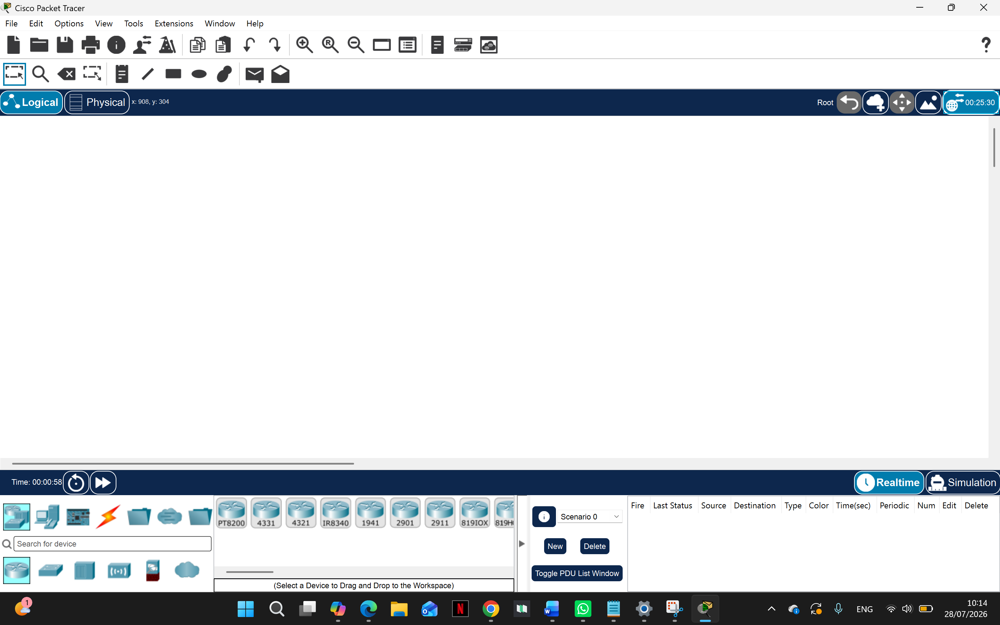 Cisco Packet Tracer
File Edit Options View Tools Extensions Window Help
Logical Physical x: 908, y: 304 Root 00:25:30
Time: 00:00:58 Realtime Simulation
PT8200 4331 4321 IR8340 1941 2901 2911 819IOX 819H
Fire Last Status Source Destination Type Color Time(sec) Periodic Num Edit Delete
Scenario 0
Search for device
New Delete
Toggle PDU List Window
(Select a Device to Drag and Drop to the Workspace)
1
ENG
10:14
28/07/2026